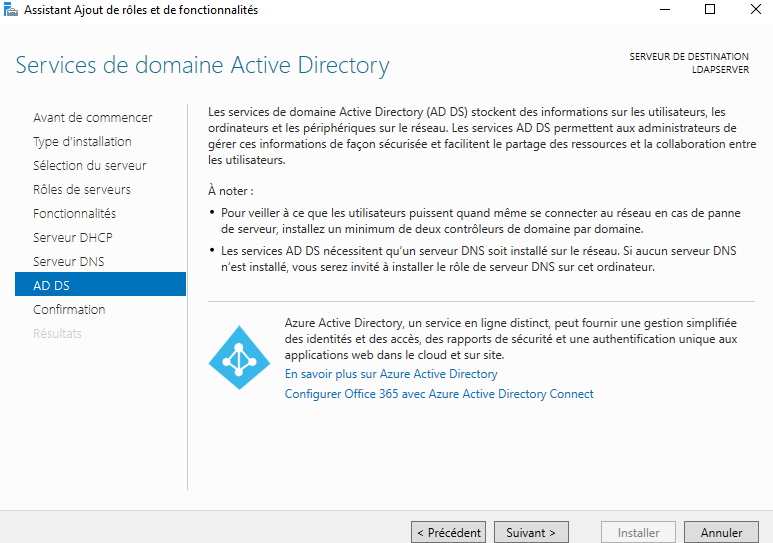 Assistant Ajout de rôles et de fonctionnalités
Services de domaine Active Directory
SERVEUR DE DESTINATION
LDAPSERVER
Avant de commencer
Type d'installation
Sélection du serveur
Rôles de serveurs
Fonctionnalités
Serveur DHCP
Serveur DNS
AD DS
Confirmation
Résultats
Les services de domaine Active Directory (AD DS) stockent des informations sur les utilisateurs, les
ordinateurs et les périphériques sur le réseau. Les services AD DS permettent aux administrateurs de
gérer ces informations de façon sécurisée et facilitent le partage des ressources et la collaboration entre
les utilisateurs.
À noter :
• Pour veiller à ce que les utilisateurs puissent quand même se connecter au réseau en cas de panne
de serveur, installez un minimum de deux contrôleurs de domaine par domaine.
• Les services AD DS nécessitent qu'un serveur DNS soit installé sur le réseau. Si aucun serveur DNS
n'est installé, vous serez invité à installer le rôle de serveur DNS sur cet ordinateur.
Azure Active Directory, un service en ligne distinct, peut fournir une gestion simplifiée
des identités et des accès, des rapports de sécurité et une authentification unique aux
applications web dans le cloud et sur site.
En savoir plus sur Azure Active Directory
Configurer Office 365 avec Azure Active Directory Connect
< Précédent
Suivant >
Installer
Annuler